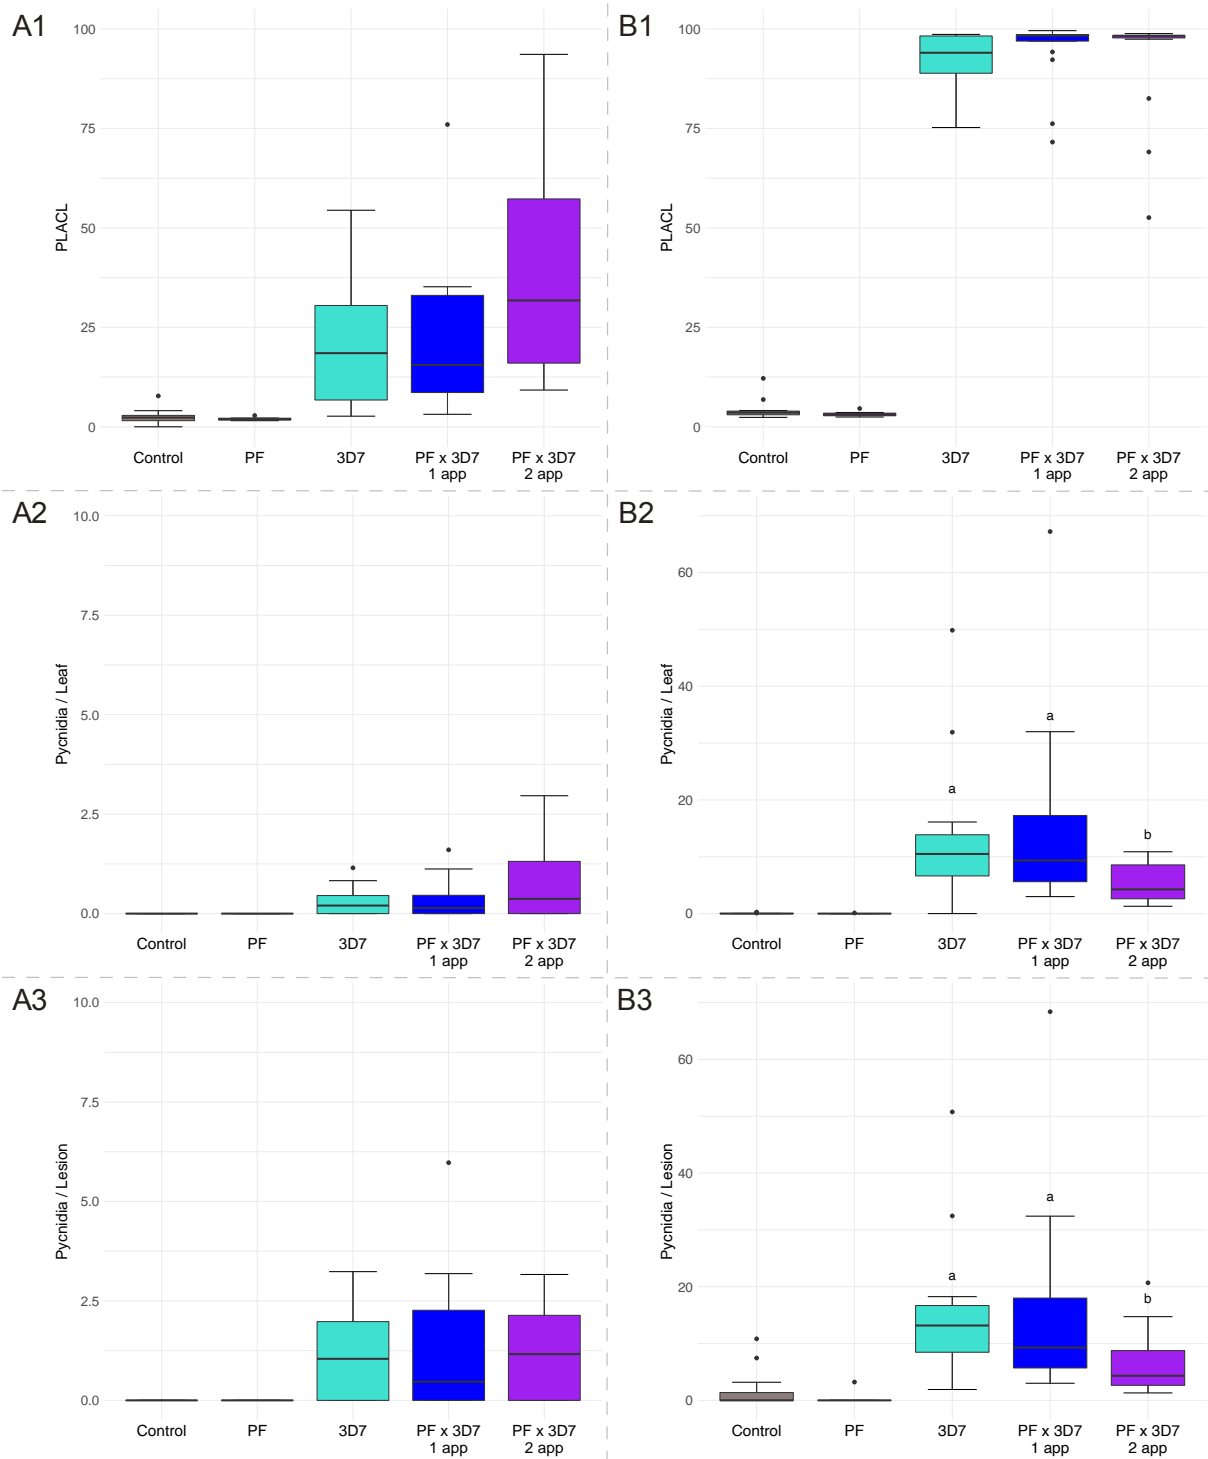 A1
100
75
50
25
0
PLACL
Control
PF
3D7
PF x 3D7
1 app
PF x 3D7
2 app
B1
100
75
50
25
0
PLACL
Control
PF
3D7
PF x 3D7
1 app
PF x 3D7
2 app
A2
10.0
7.5
5.0
2.5
0.0
Pycnidia / Leaf
Control
PF
3D7
PF x 3D7
1 app
PF x 3D7
2 app
B2
60
40
20
0
Pycnidia / Leaf
a
a
b
Control
PF
3D7
PF x 3D7
1 app
PF x 3D7
2 app
A3
10.0
7.5
5.0
2.5
0.0
Pycnidia / Lesion
Control
PF
3D7
PF x 3D7
1 app
PF x 3D7
2 app
B3
60
40
20
0
Pycnidia / Lesion
a
a
b
Control
PF
3D7
PF x 3D7
1 app
PF x 3D7
2 app